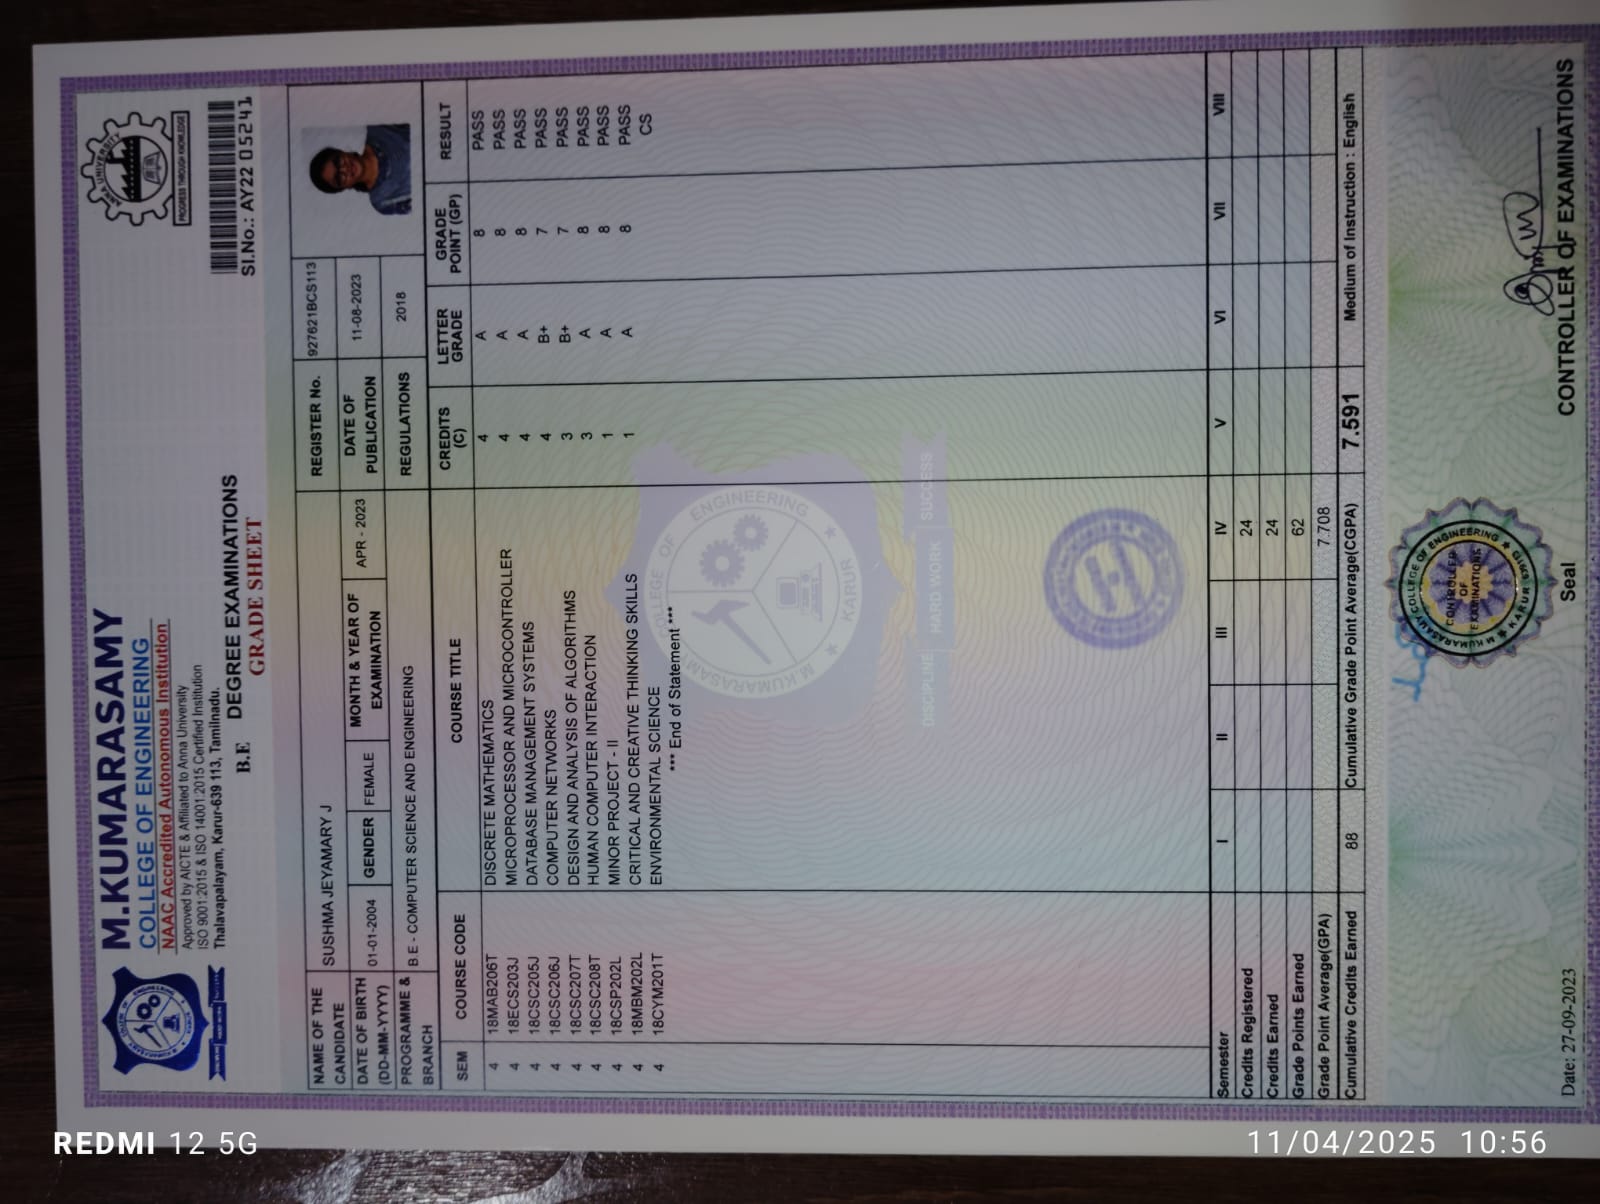 M.KUMARASAMY
COLLEGE OF ENGINEERING
NAAC Accredited Autonomous Institution
Approved by AICTE & Affiliated to Anna University
ISO 9001:2015 & ISO 14001:2015 Certified Institution
Thalavapalayam, Karur-639 113, Tamilnadu.
ANNA UNIVERSITY
PROGRESS THROUGH KNOWLEDGE
B.E DEGREE EXAMINATIONS
GRADE SHEET
SI.No.: AY22 05241
NAME OF THE CANDIDATE SUSHMA JEYAMARY J REGISTER No. 927621BCS113
DATE OF BIRTH (DD-MM-YYYY) 01-01-2004 GENDER FEMALE MONTH & YEAR OF EXAMINATION APR - 2023 DATE OF PUBLICATION 11-08-2023
PROGRAMME & BRANCH B.E - COMPUTER SCIENCE AND ENGINEERING REGULATIONS 2018
SEM COURSE CODE COURSE TITLE CREDITS (C) LETTER GRADE GRADE POINT (GP) RESULT
4 18MAB206T DISCRETE MATHEMATICS 4 A 8 PASS
4 18ECS203J MICROPROCESSOR AND MICROCONTROLLER 4 A 8 PASS
4 18CSC205J DATABASE MANAGEMENT SYSTEMS 4 A 8 PASS
4 18CSC206J COMPUTER NETWORKS 4 B+ 7 PASS
4 18CSC207T DESIGN AND ANALYSIS OF ALGORITHMS 3 B+ 7 PASS
4 18CSC208T HUMAN COMPUTER INTERACTION 3 A 8 PASS
4 18CSP202L MINOR PROJECT - II 1 A 8 PASS
4 18MBM202L CRITICAL AND CREATIVE THINKING SKILLS 1 A 8 PASS
4 18CYM201T ENVIRONMENTAL SCIENCE CS
*** End of Statement ***
M KUMARASAMY COLLEGE OF ENGINEERING
KARUR
DISCIPLINE HARD WORK SUCCESS
Semester I II III IV V VI VII VIII
Credits Registered 24
Credits Earned 24
Grade Points Earned 62
Grade Point Average(GPA) 7.708
Cumulative Credits Earned 88 Cumulative Grade Point Average(CGPA) 7.591 Medium of Instruction : English
M KUMARASAMY COLLEGE OF ENGINEERING
CONTROLLER
OF
EXAMINATIONS
KARUR 639113
Date: 27-09-2023 Seal CONTROLLER OF EXAMINATIONS
REDMI 12 5G
11/04/2025 10:56